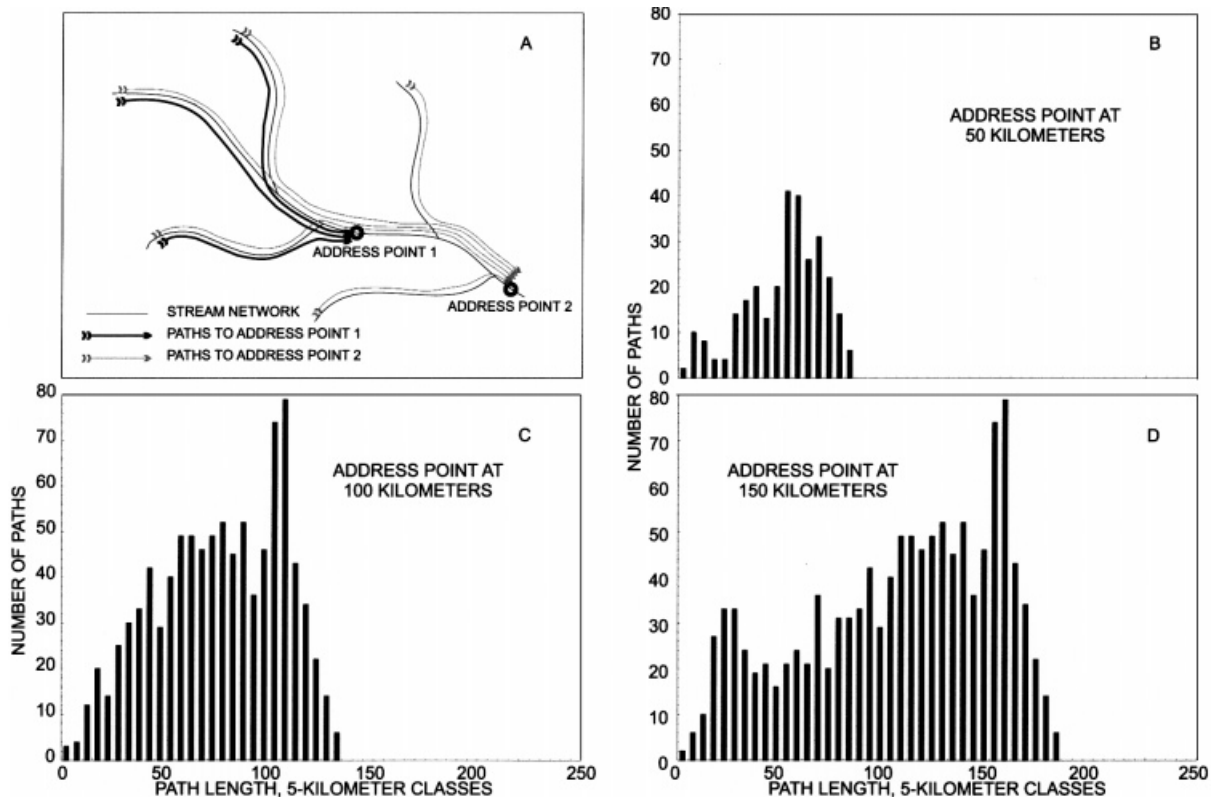 A
ADDRESS POINT 1
ADDRESS POINT 2
STREAM NETWORK
PATHS TO ADDRESS POINT 1
PATHS TO ADDRESS POINT 2
B
ADDRESS POINT AT
50 KILOMETERS
80
70
60
50
40
30
20
10
0
NUMBER OF PATHS
C
ADDRESS POINT AT
100 KILOMETERS
80
70
60
50
40
30
20
10
0
NUMBER OF PATHS
0 50 100 150 200 250
PATH LENGTH, 5-KILOMETER CLASSES
D
ADDRESS POINT AT
150 KILOMETERS
80
70
60
50
40
30
20
10
0
0 50 100 150 200 250
PATH LENGTH, 5-KILOMETER CLASSES